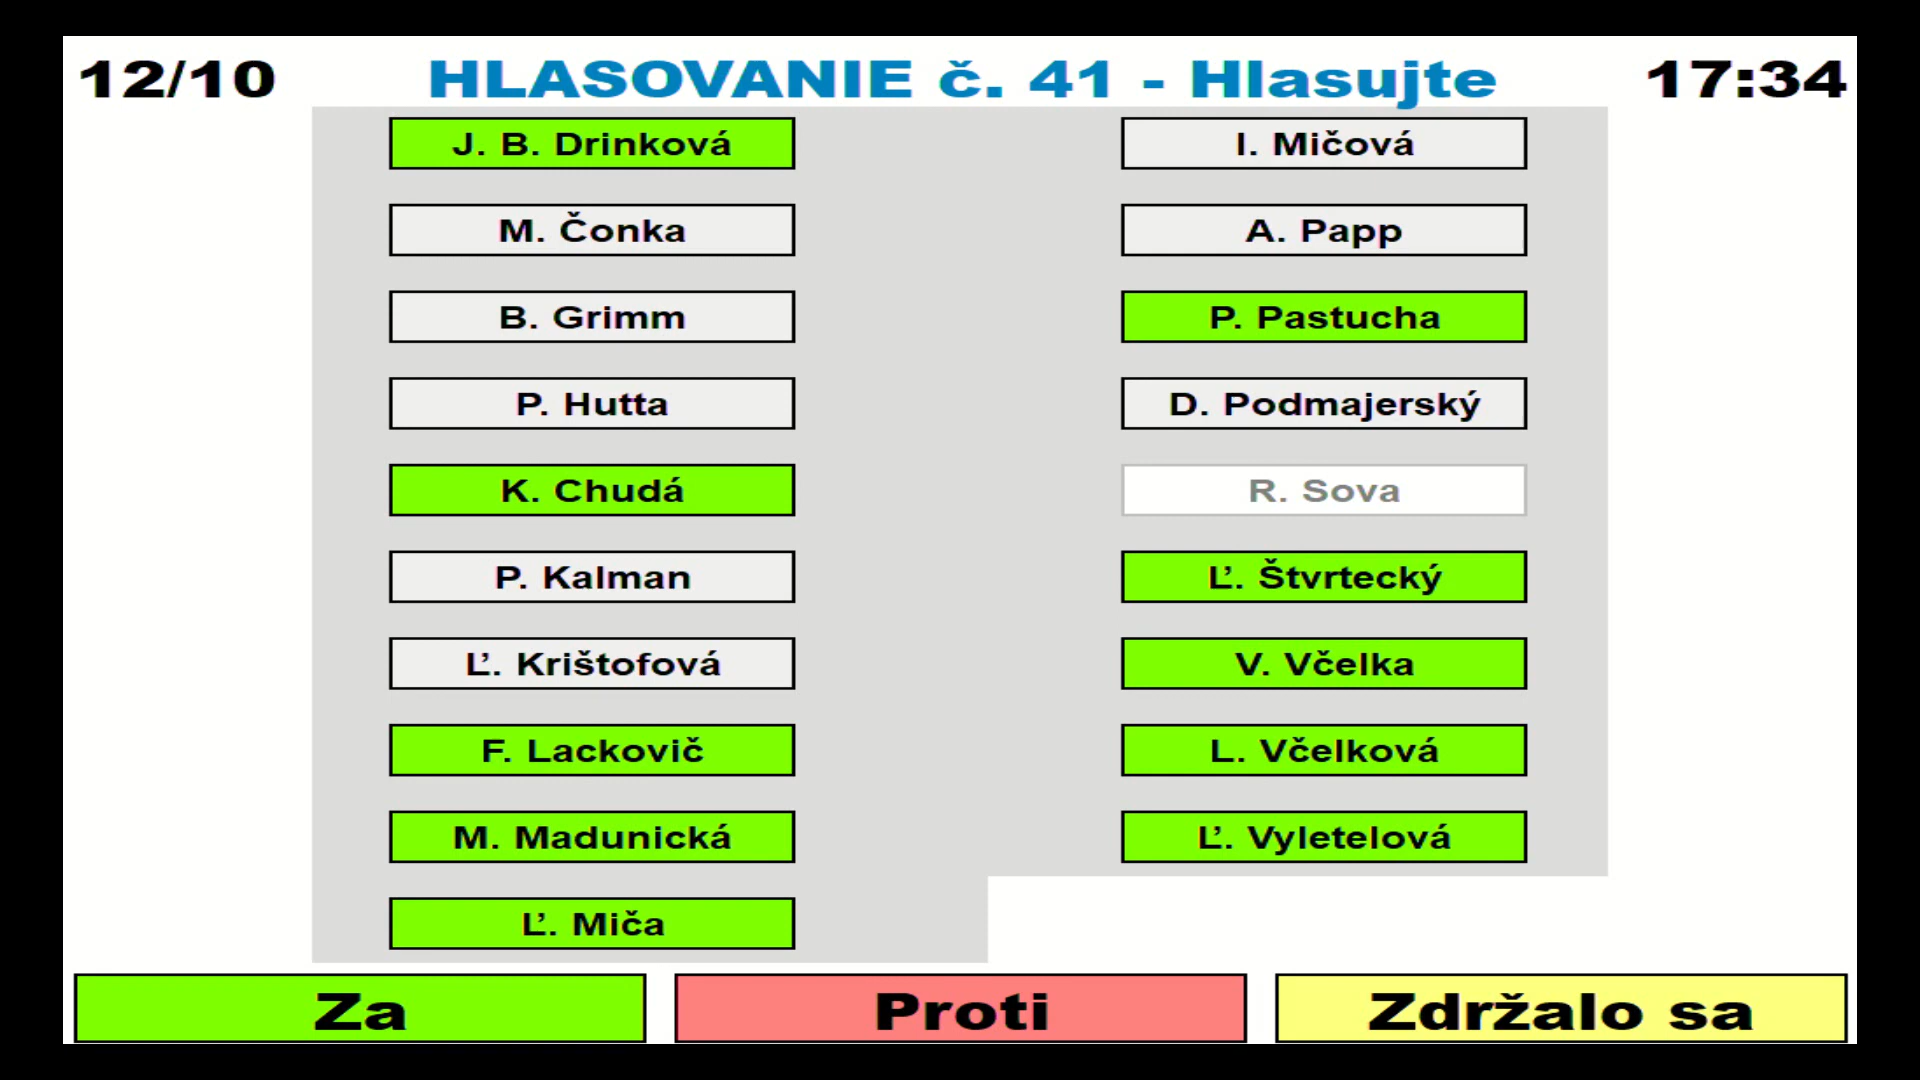 12/10 HLASOVANIE č. 41 - Hlasujte 17:34
J. B. Drinková
M. Čonka
B. Grimm
P. Hutta
K. Chudá
P. Kalman
Ľ. Krištofová
F. Lackovič
M. Madunická
Ľ. Miča
I. Mičová
A. Papp
P. Pastucha
D. Podmajerský
R. Sova
Ľ. Štvrtecký
V. Včelka
L. Včelková
Ľ. Vyletelová
Za Proti Zdržalo sa